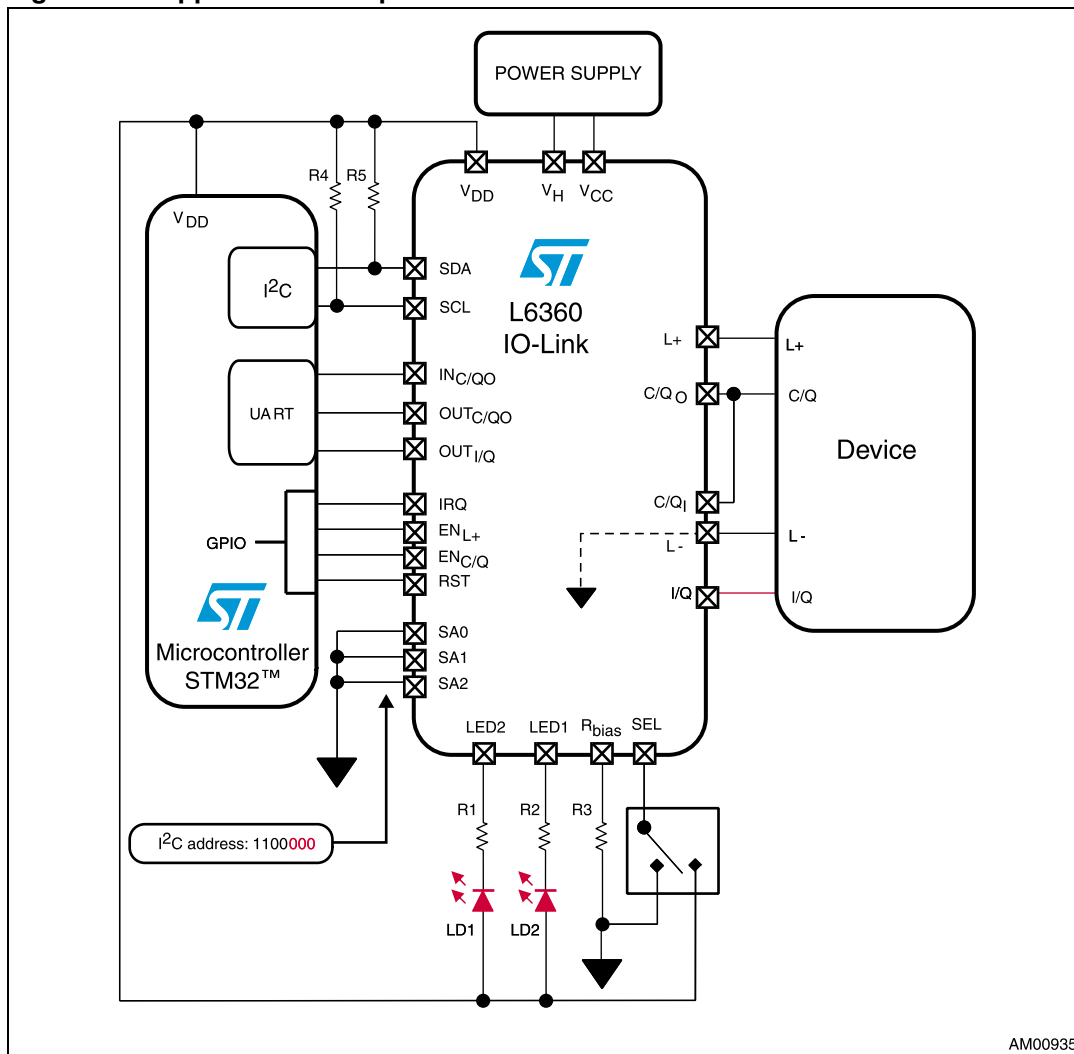 POWER SUPPLY
R4
R5
VDD
VH
VCC
VDD
I2C
SDA
SCL
ST
L6360
IO-Link
L+
L+
INC/QO
C/QO
C/Q
UART
OUTC/QO
OUTI/Q
Device
IRQ
C/QI
GPIO
ENL+
L-
L-
ENC/Q
RST
I/Q
I/Q
ST
SA0
Microcontroller
SA1
STM32™
SA2
LED2
LED1
Rbias
SEL
R1
R2
R3
I2C address: 1100000
LD1
LD2
AM00935